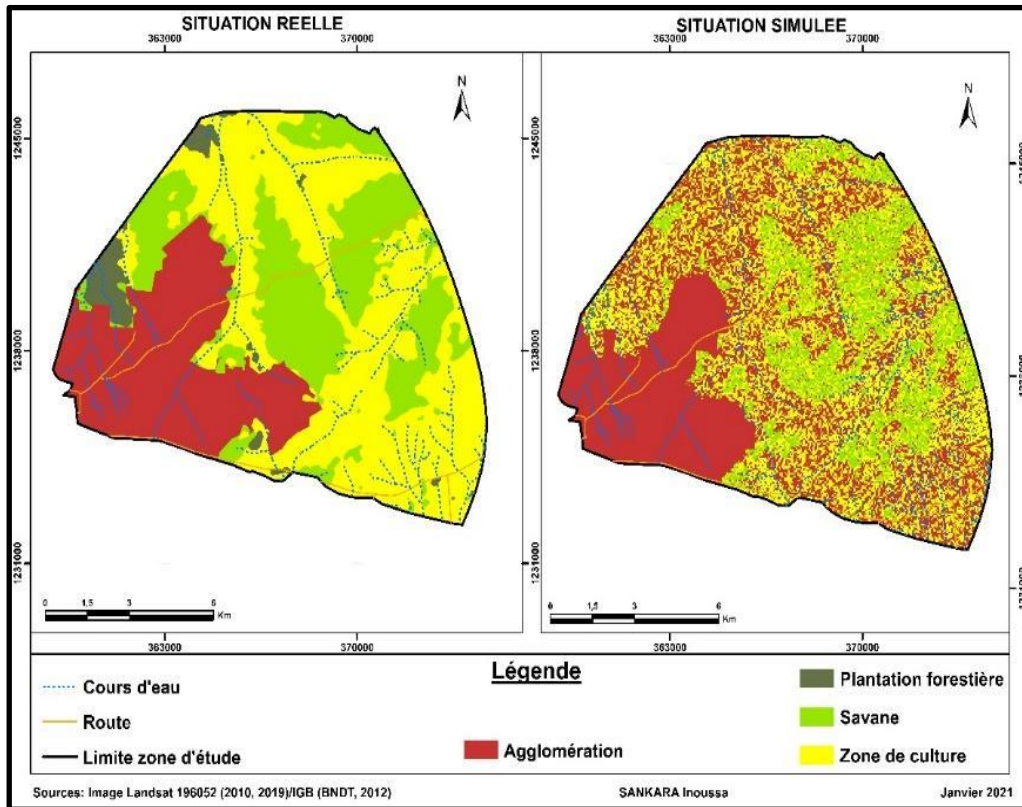 SITUATION REELLE
SITUATION SIMULEE
363000
370000
363000
370000
N
N
1245000
1245000
1238000
1238000
1231000
0 1,5 3 6
Km
0 1,5 3 6
Km
363000
370000
363000
370000
Légende
Cours d'eau
Route
Limite zone d'étude
Agglomération
Plantation forestière
Savane
Zone de culture
Sources: Image Landsat 196052 (2010, 2019)/IGB (BNDT, 2012)
SANKARA Inoussa
Janvier 2021